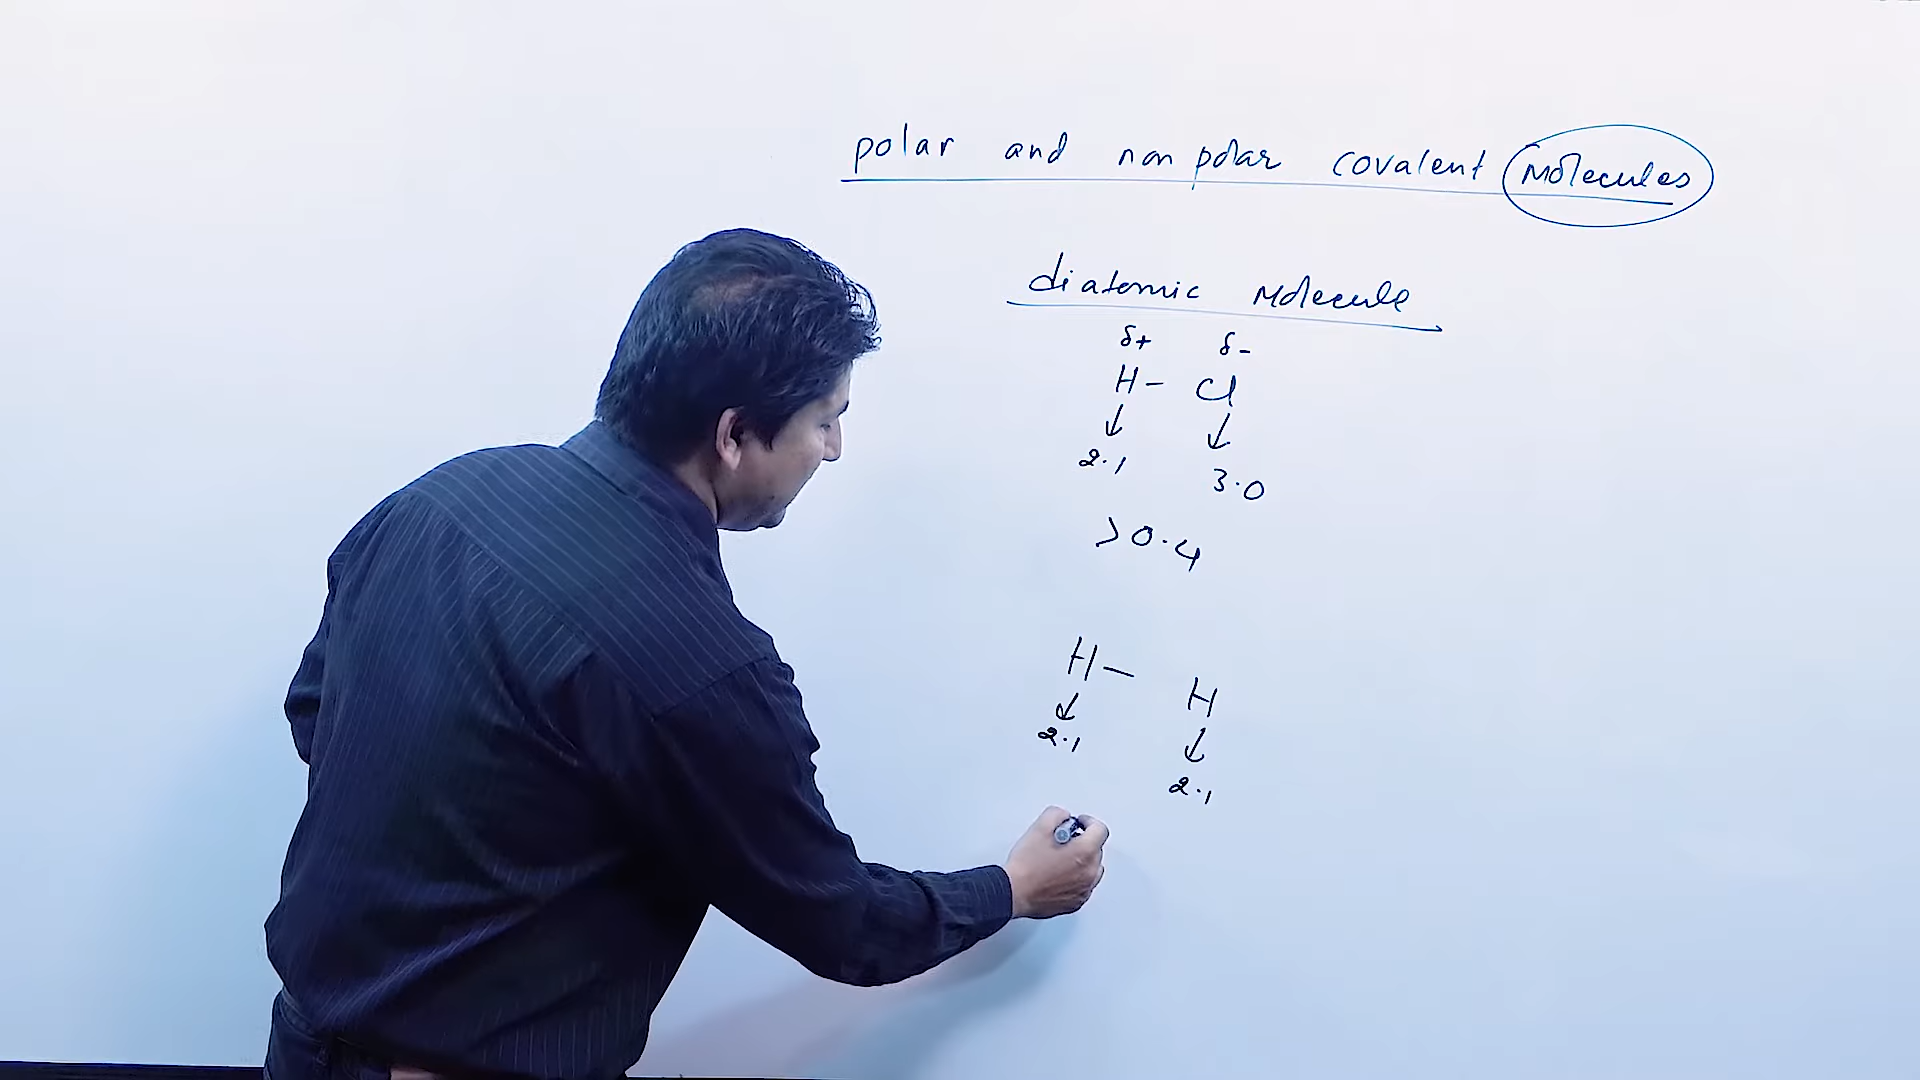 polar and non polar covalent Molecules
diatomic Molecule
δ+ δ-
H - Cl
↓ ↓
2.1 3.0
>0.4
H - H
↓ ↓
2.1 2.1